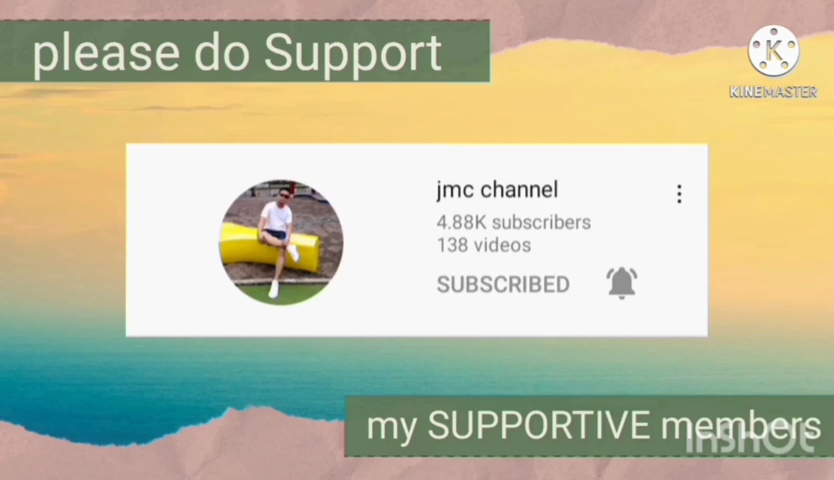 please do Support
KINEMASTER
jmc channel
4.88K subscribers
138 videos
SUBSCRIBED
my SUPPORTIVE members
InShot